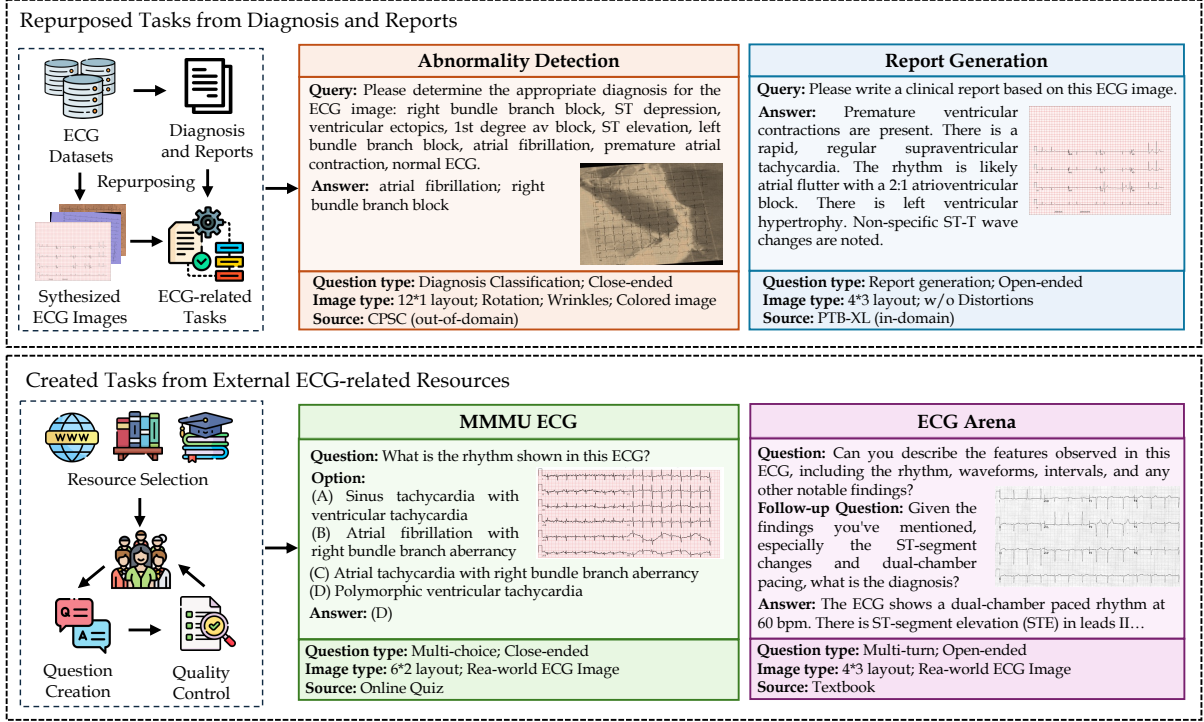 Repurposed Tasks from Diagnosis and Reports
ECG
Datasets
Diagnosis
and Reports
Repurposing
Sythesized
ECG Images
ECG-related
Tasks
Abnormality Detection
Query: Please determine the appropriate diagnosis for the
ECG image: right bundle branch block, ST depression,
ventricular ectopics, 1st degree av block, ST elevation, left
bundle branch block, atrial fibrillation, premature atrial
contraction, normal ECG.
Answer: atrial fibrillation; right
bundle branch block
Question type: Diagnosis Classification; Close-ended
Image type: 12*1 layout; Rotation; Wrinkles; Colored image
Source: CPSC (out-of-domain)
Report Generation
Query: Please write a clinical report based on this ECG image.
Answer: Premature ventricular
contractions are present. There is a
rapid, regular supraventricular
tachycardia. The rhythm is likely
atrial flutter with a 2:1 atrioventricular
block. There is left ventricular
hypertrophy. Non-specific ST-T wave
changes are noted.
Question type: Report generation; Open-ended
Image type: 4*3 layout; w/o Distortions
Source: PTB-XL (in-domain)
Created Tasks from External ECG-related Resources
WWW
Resource Selection
Q
A
Question
Creation
Quality
Control
MMMU ECG
Question: What is the rhythm shown in this ECG?
Option:
(A) Sinus tachycardia with
ventricular tachycardia
(B) Atrial fibrillation with
right bundle branch aberrancy
(C) Atrial tachycardia with right bundle branch aberrancy
(D) Polymorphic ventricular tachycardia
Answer: (D)
Question type: Multi-choice; Close-ended
Image type: 6*2 layout; Rea-world ECG Image
Source: Online Quiz
ECG Arena
Question: Can you describe the features observed in this
ECG, including the rhythm, waveforms, intervals, and any
other notable findings?
Follow-up Question: Given the
findings you've mentioned,
especially the ST-segment
changes and dual-chamber
pacing, what is the diagnosis?
Answer: The ECG shows a dual-chamber paced rhythm at
60 bpm. There is ST-segment elevation (STE) in leads II…
Question type: Multi-turn; Open-ended
Image type: 4*3 layout; Rea-world ECG Image
Source: Textbook